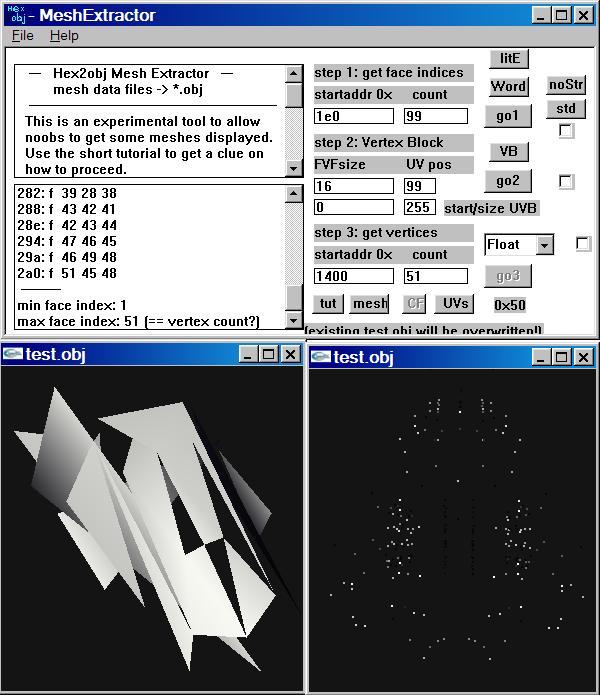 Hex
obj- MeshExtractor
File Help
— Hex2obj Mesh Extractor —
mesh data files -> *.obj
This is an experimental tool to allow
noobs to get some meshes displayed.
Use the short tutorial to get a clue on
how to proceed.
282: f 39 28 38
288: f 43 42 41
28e: f 42 43 44
294: f 47 46 45
29a: f 46 49 48
2a0: f 51 45 48
min face index: 1
max face index: 51 (== vertex count?)
step 1: get face indices
startaddr 0x count
1e0 99
litE
Word noStr
go1 std
step 2: Vertex Block
FVFsize UV pos
16 99
0 255 start/size UVB
VB
go2
step 3: get vertices
startaddr 0x count
1400 51
Float
go3
tut mesh CF UVs 0x50
(existing test.obj will be overwritten!)
test.obj
test.obj